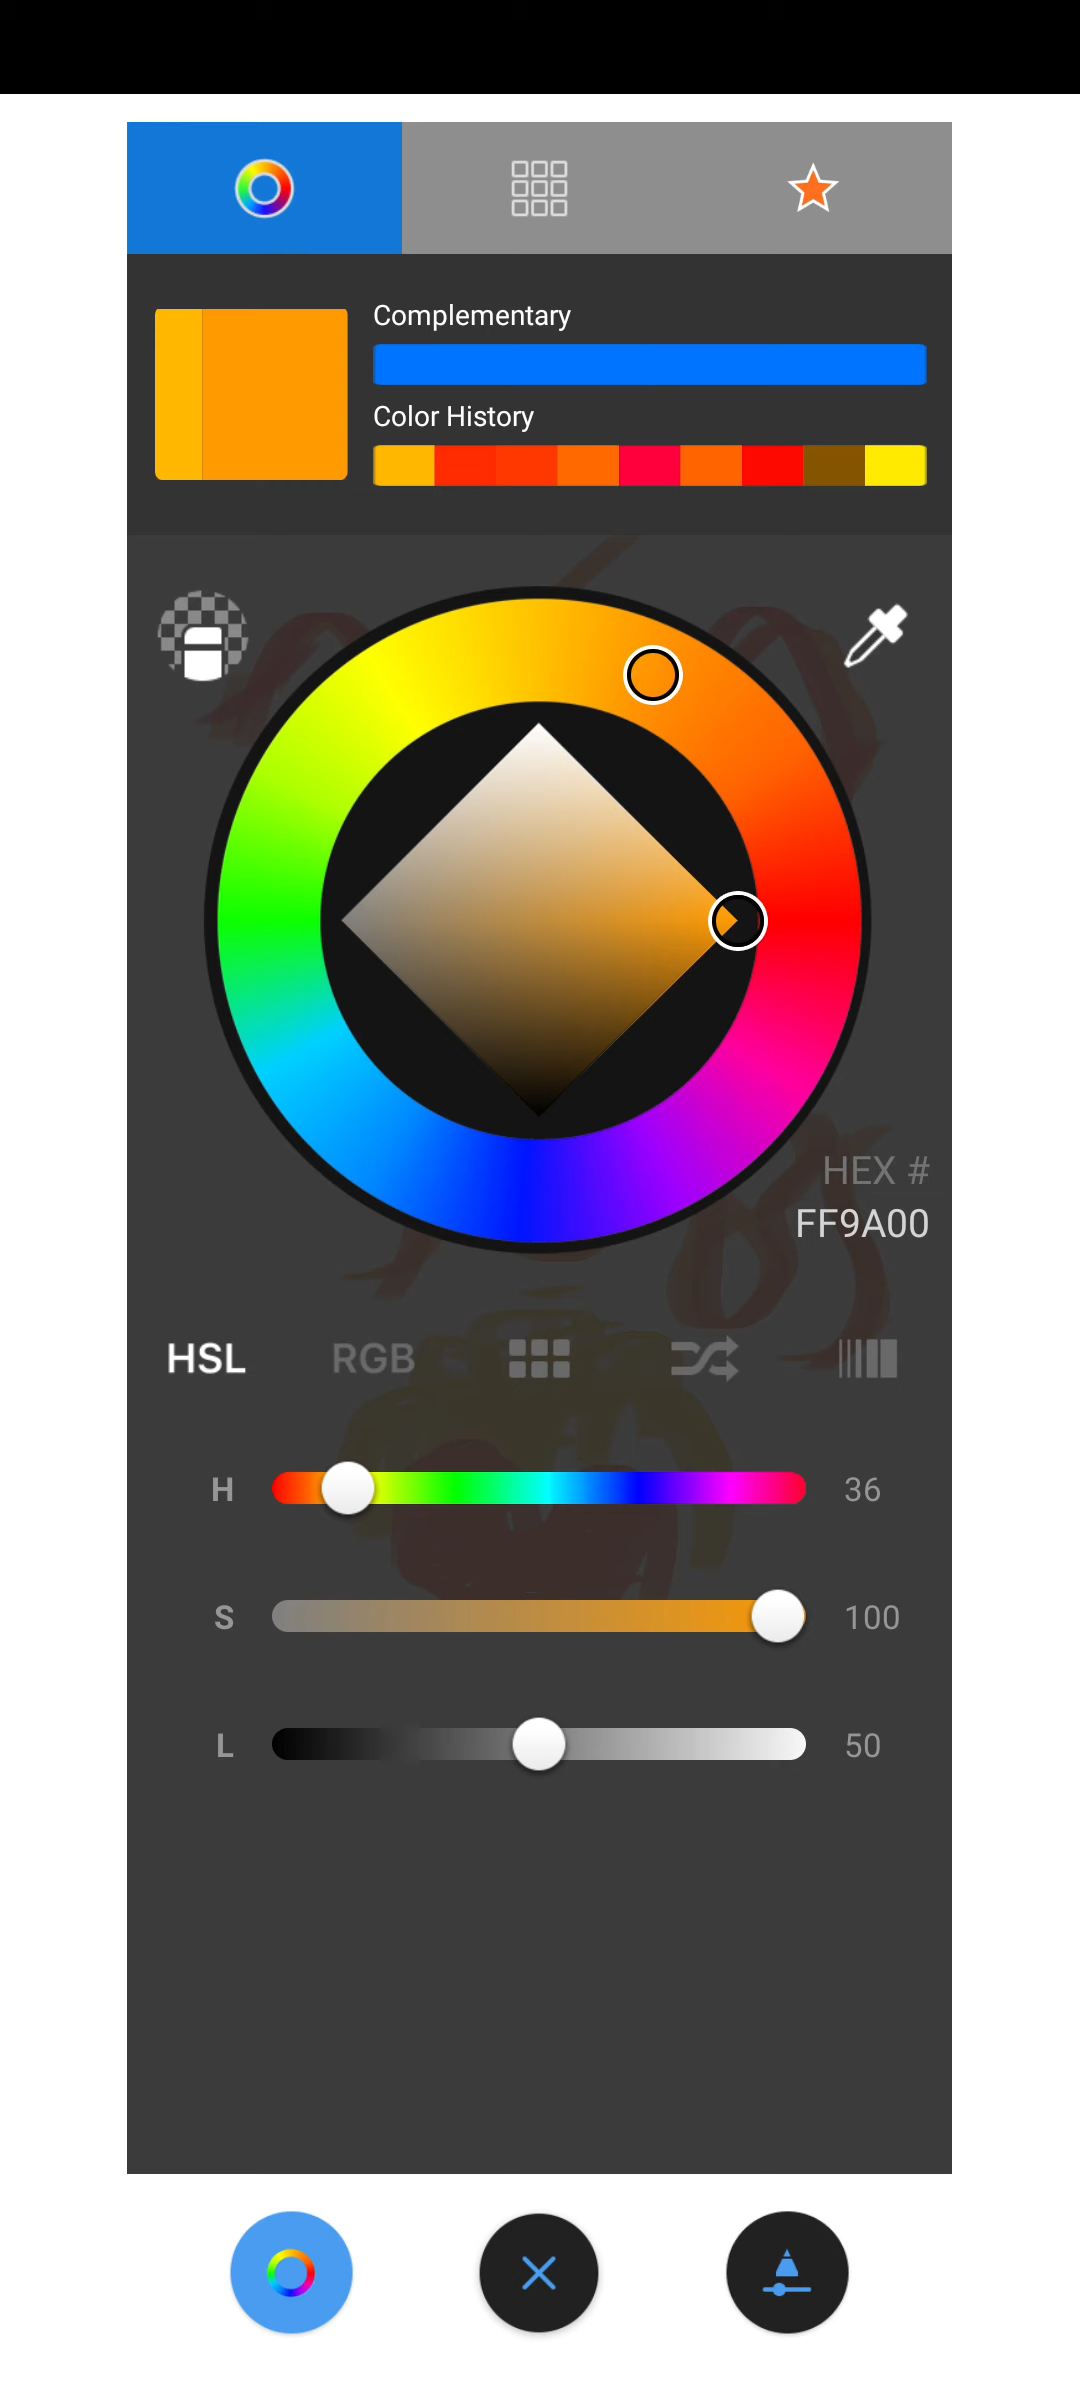 Complementary
Color History
HEX #
FF9A00
HSL RGB
H 36
S 100
L 50